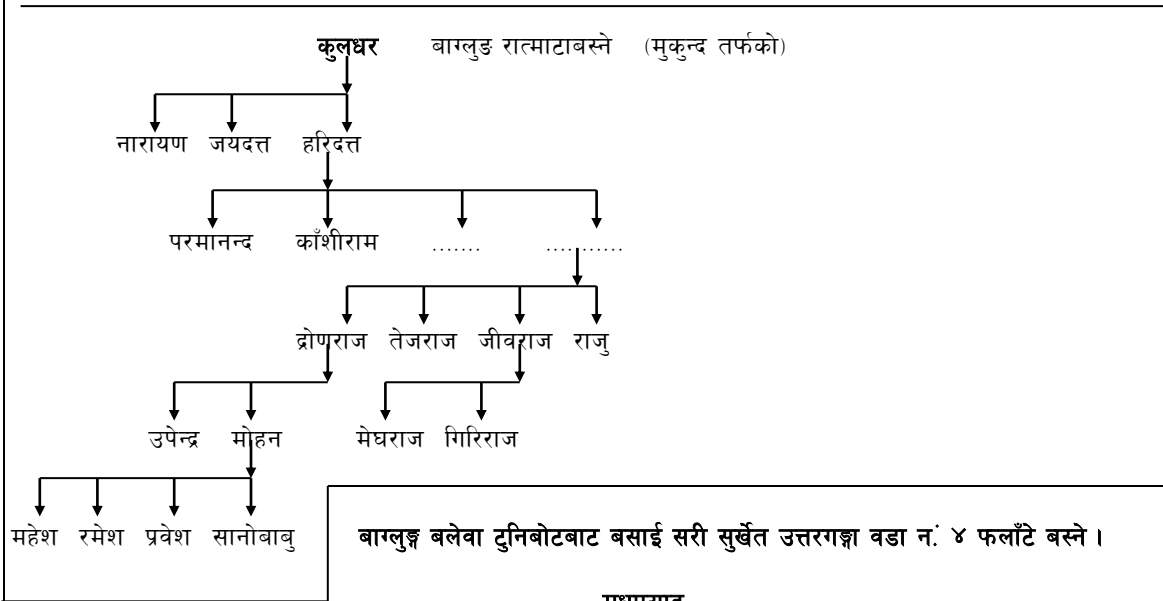 कुलधर बाग्लुङ रात्माटाबस्ने (मुकुन्द तर्फको)
नारायण जयदत्त हरिदत्त
परमानन्द काँशीराम ....... ...........
द्रोणराज तेजराज जीवराज राजु
उपेन्द्र मोहन मेघराज गिरिराज
महेश रमेश प्रवेश सानोबाबु
बाग्लुङ्ग बलेवा टुनिबोटबाट बसाई सरी सुर्खेत उत्तरगङ्गा वडा नं. ४ फलाँटे बस्ने ।